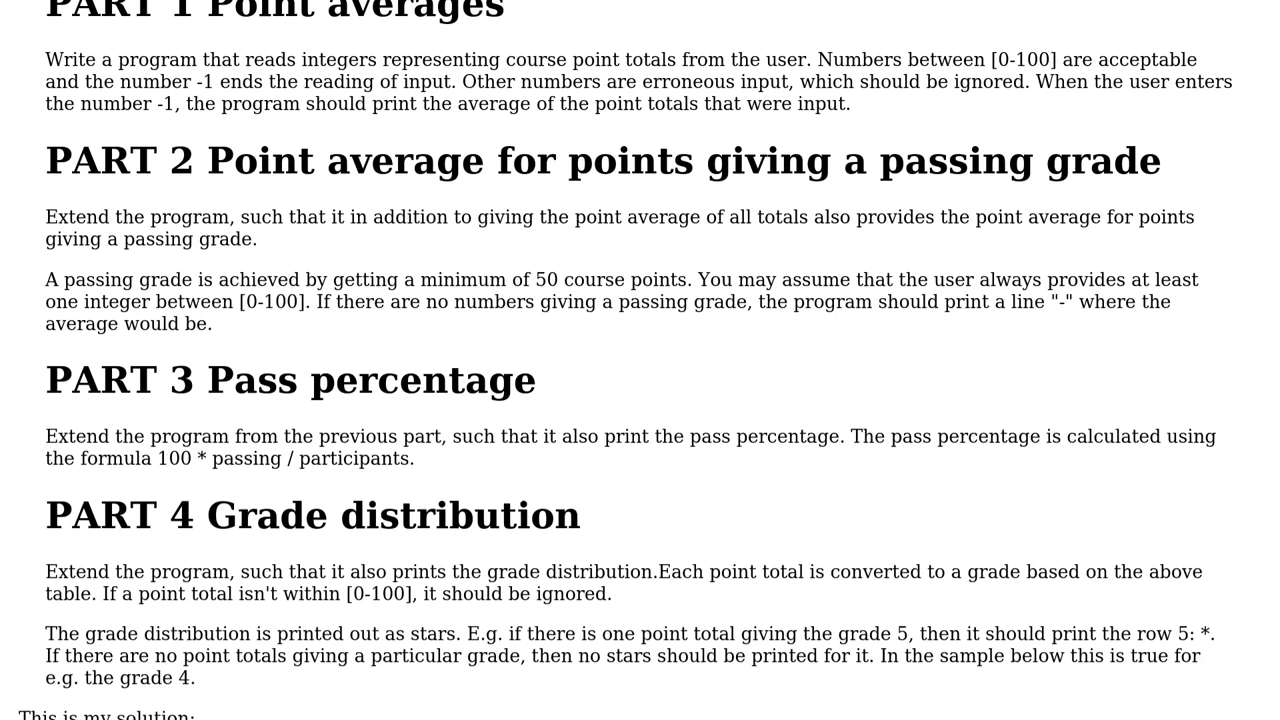 PART 1 Point averages
Write a program that reads integers representing course point totals from the user. Numbers between [0-100] are acceptable
and the number -1 ends the reading of input. Other numbers are erroneous input, which should be ignored. When the user enters
the number -1, the program should print the average of the point totals that were input.
PART 2 Point average for points giving a passing grade
Extend the program, such that it in addition to giving the point average of all totals also provides the point average for points
giving a passing grade.
A passing grade is achieved by getting a minimum of 50 course points. You may assume that the user always provides at least
one integer between [0-100]. If there are no numbers giving a passing grade, the program should print a line "-" where the
average would be.
PART 3 Pass percentage
Extend the program from the previous part, such that it also print the pass percentage. The pass percentage is calculated using
the formula 100 * passing / participants.
PART 4 Grade distribution
Extend the program, such that it also prints the grade distribution.Each point total is converted to a grade based on the above
table. If a point total isn't within [0-100], it should be ignored.
The grade distribution is printed out as stars. E.g. if there is one point total giving the grade 5, then it should print the row 5: *.
If there are no point totals giving a particular grade, then no stars should be printed for it. In the sample below this is true for
e.g. the grade 4.
This is my solution: